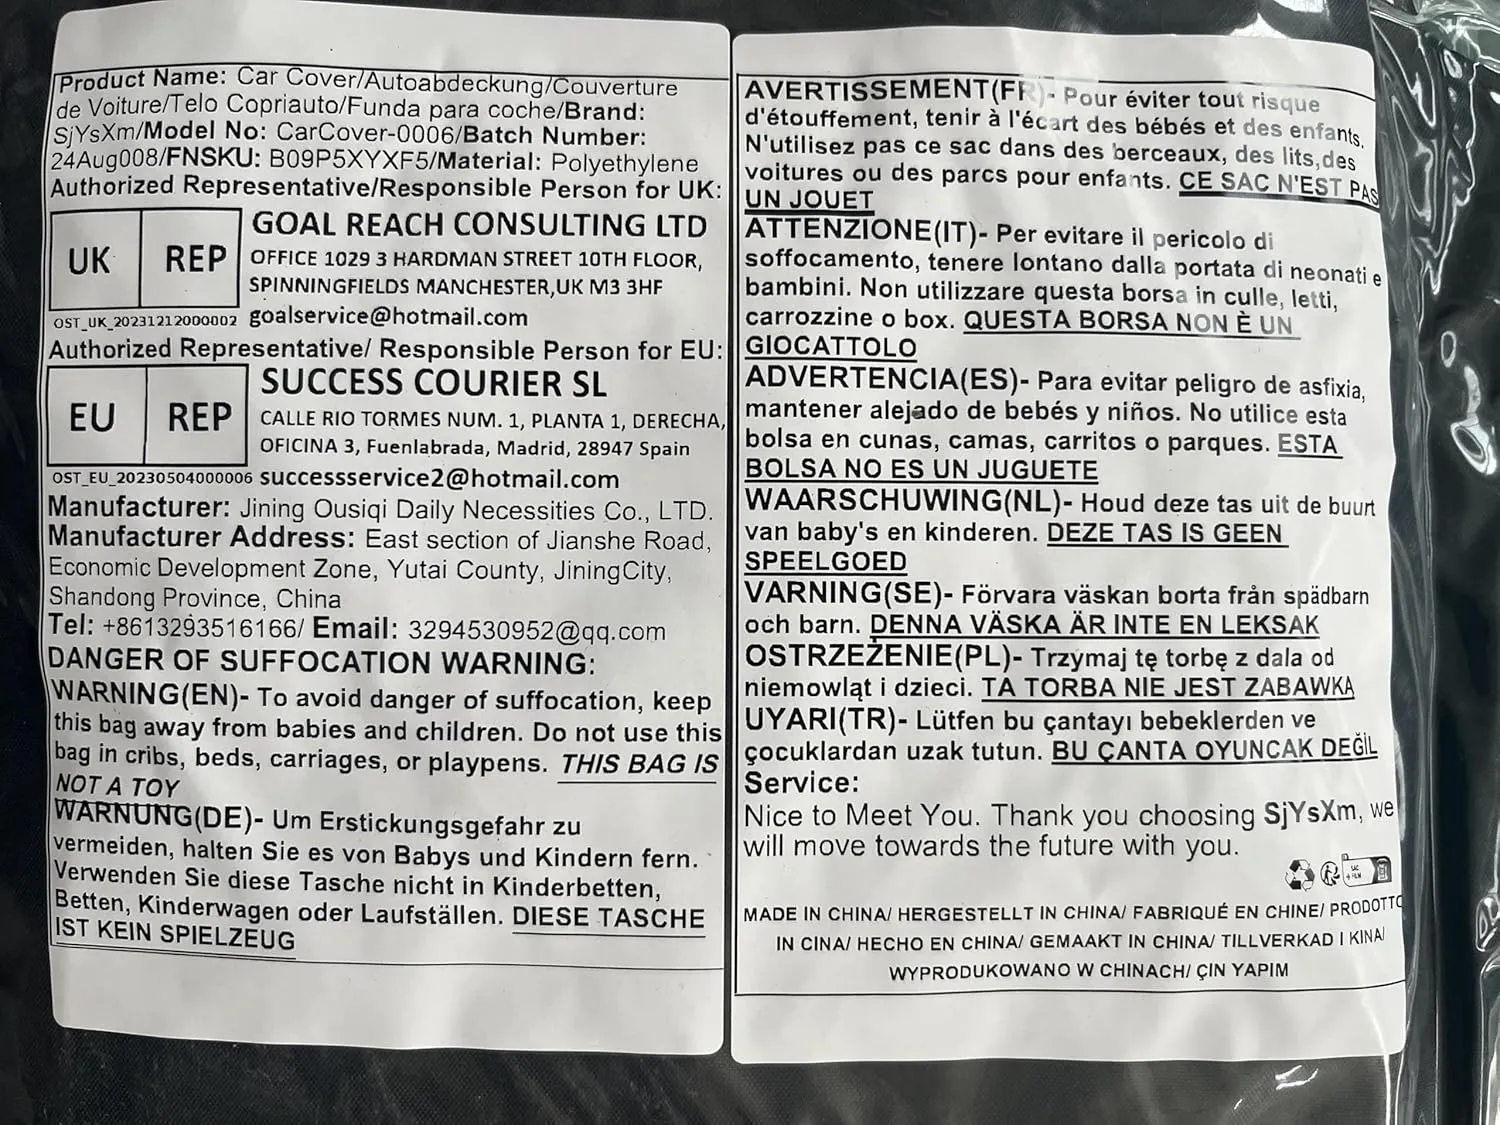 Product Name: Car Cover/Autoabdeckung/Couverture
de Voiture/Telo Copriauto/Funda para coche/Brand:
SjYsXm/Model No: CarCover-0006/Batch Number:
24Aug008/FNSKU: B09P5XYXF5/Material: Polyethylene
Authorized Representative/Responsible Person for UK:
UK REP
GOAL REACH CONSULTING LTD
OFFICE 1029 3 HARDMAN STREET 10TH FLOOR,
SPINNINGFIELDS MANCHESTER,UK M3 3HF
OST_UK_20231212000002 goalservice@hotmail.com
Authorized Representative/ Responsible Person for EU:
EU REP
SUCCESS COURIER SL
CALLE RIO TORMES NUM. 1, PLANTA 1, DERECHA,
OFICINA 3, Fuenlabrada, Madrid, 28947 Spain
OST_EU_20230504000006 successservice2@hotmail.com
Manufacturer: Jining Ousiqi Daily Necessities Co., LTD.
Manufacturer Address: East section of Jianshe Road,
Economic Development Zone, Yutai County, JiningCity,
Shandong Province, China
Tel: +8613293516166/ Email: 3294530952@qq.com
DANGER OF SUFFOCATION WARNING:
WARNING(EN)- To avoid danger of suffocation, keep
this bag away from babies and children. Do not use this
bag in cribs, beds, carriages, or playpens. THIS BAG IS
NOT A TOY
WARNUNG(DE)- Um Erstickungsgefahr zu
vermeiden, halten Sie es von Babys und Kindern fern.
Verwenden Sie diese Tasche nicht in Kinderbetten,
Betten, Kinderwagen oder Laufställen. DIESE TASCHE
IST KEIN SPIELZEUG
AVERTISSEMENT(FR)- Pour éviter tout risque
d'étouffement, tenir à l'écart des bébés et des enfants.
N'utilisez pas ce sac dans des berceaux, des lits,des
voitures ou des parcs pour enfants. CE SAC N'EST PAS
UN JOUET
ATTENZIONE(IT)- Per evitare il pericolo di
soffocamento, tenere lontano dalla portata di neonati e
bambini. Non utilizzare questa borsa in culle, letti,
carrozzine o box. QUESTA BORSA NON È UN
GIOCATTOLO
ADVERTENCIA(ES)- Para evitar peligro de asfixia,
mantener alejado de bebés y niños. No utilice esta
bolsa en cunas, camas, carritos o parques. ESTA
BOLSA NO ES UN JUGUETE
WAARSCHUWING(NL)- Houd deze tas uit de buurt
van baby's en kinderen. DEZE TAS IS GEEN
SPEELGOED
VARNING(SE)- Förvara väskan borta från spädbarn
och barn. DENNA VÄSKA ÄR INTE EN LEKSAK
OSTRZEŻENIE(PL)- Trzymaj tę torbę z dala od
niemowląt i dzieci. TA TORBA NIE JEST ZABAWKĄ
UYARI(TR)- Lütfen bu çantayı bebeklerden ve
çocuklardan uzak tutun. BU ÇANTA OYUNCAK DEĞİL
Service:
Nice to Meet You. Thank you choosing SjYsXm, we
will move towards the future with you.
MADE IN CHINA/ HERGESTELLT IN CHINA/ FABRIQUÉ EN CHINE/ PRODOTTO
IN CINA/ HECHO EN CHINA/ GEMAAKT IN CHINA/ TILLVERKAD I KINA/
WYPRODUKOWANO W CHINACH/ ÇIN YAPIM